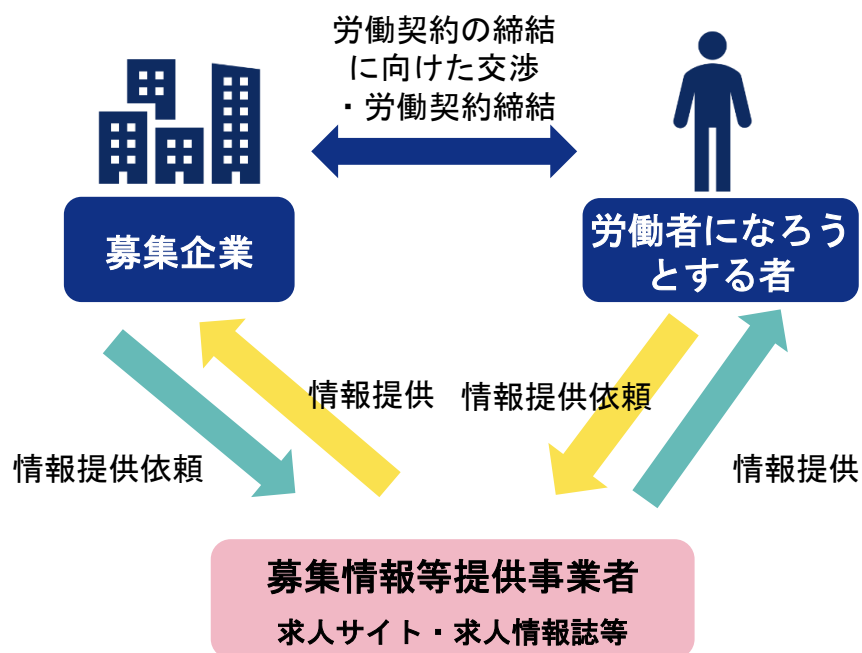 労働契約の締結
に向けた交渉
・労働契約締結
募集企業
労働者になろう
とする者
情報提供
情報提供依頼
情報提供依頼
情報提供
募集情報等提供事業者
求人サイト・求人情報誌等